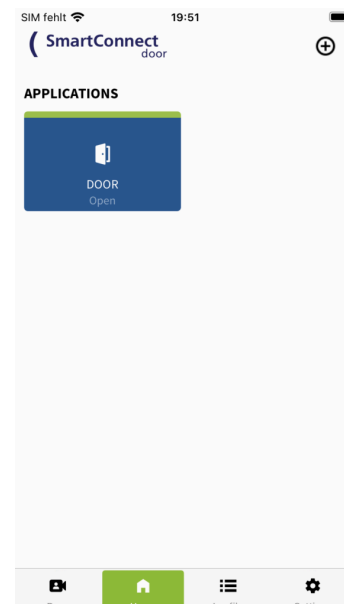 SIM fehlt 19:51
SmartConnect
door
APPLICATIONS
DOOR
Open